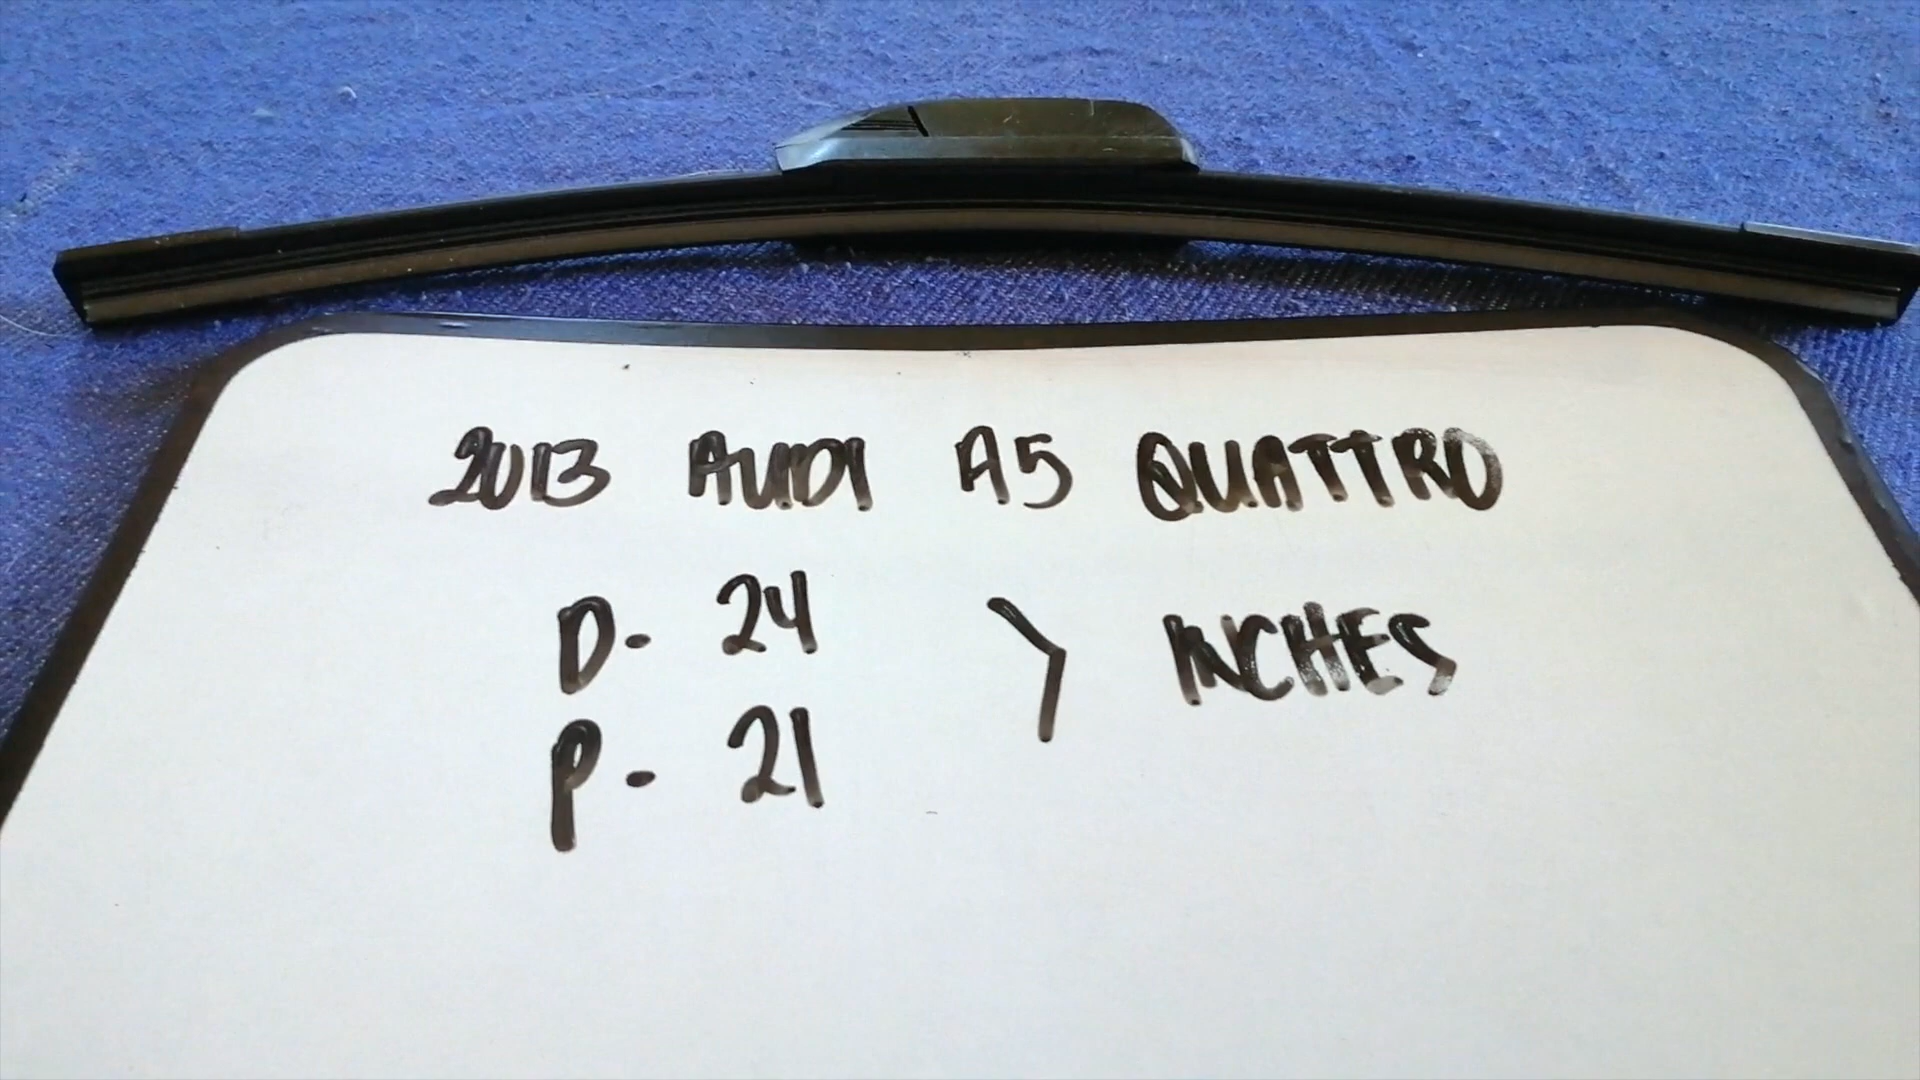 2013 AUDI A5 QUATTRO
D- 24 } INCHES
P- 21